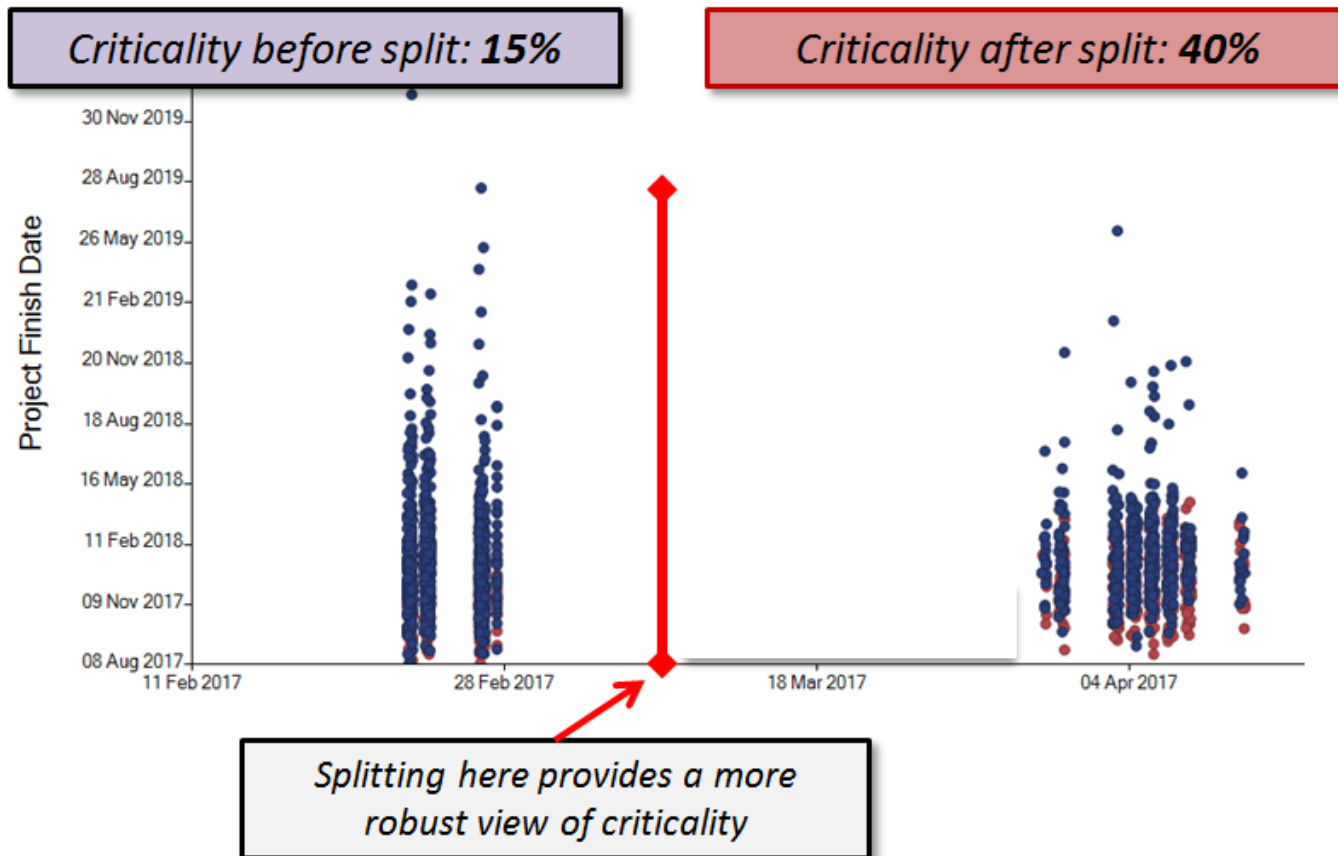 Criticality before split: 15%
Criticality after split: 40%
Project Finish Date
30 Nov 2019
28 Aug 2019
26 May 2019
21 Feb 2019
20 Nov 2018
18 Aug 2018
16 May 2018
11 Feb 2018
09 Nov 2017
08 Aug 2017
11 Feb 2017
28 Feb 2017
18 Mar 2017
04 Apr 2017
Splitting here provides a more
robust view of criticality